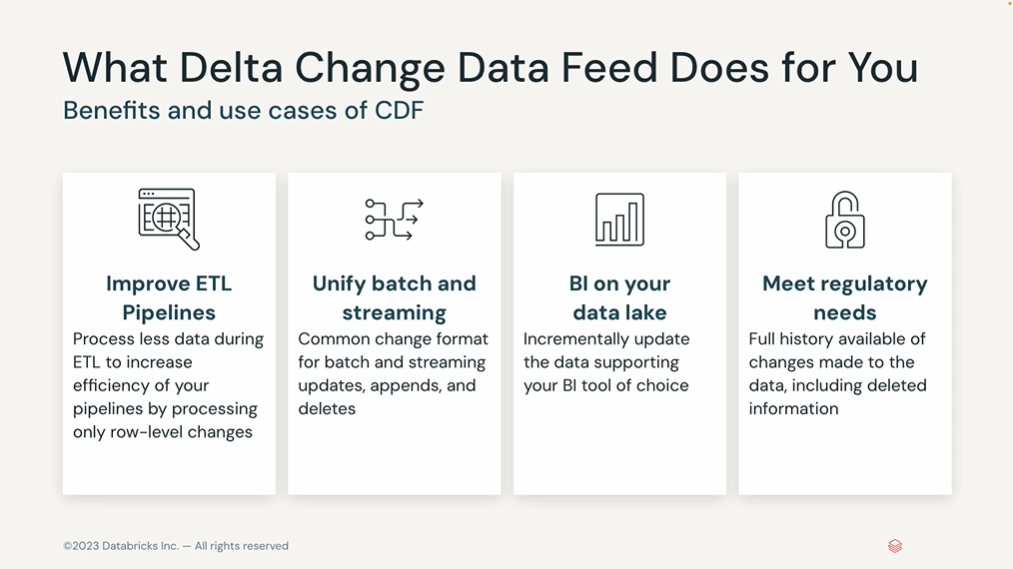 What Delta Change Data Feed Does for You
Benefits and use cases of CDF
Improve ETL
Pipelines
Process less data during
ETL to increase
efficiency of your
pipelines by processing
only row-level changes
Unify batch and
streaming
Common change format
for batch and streaming
updates, appends, and
deletes
BI on your
data lake
Incrementally update
the data supporting
your BI tool of choice
Meet regulatory
needs
Full history available of
changes made to the
data, including deleted
information
©2023 Databricks Inc. — All rights reserved